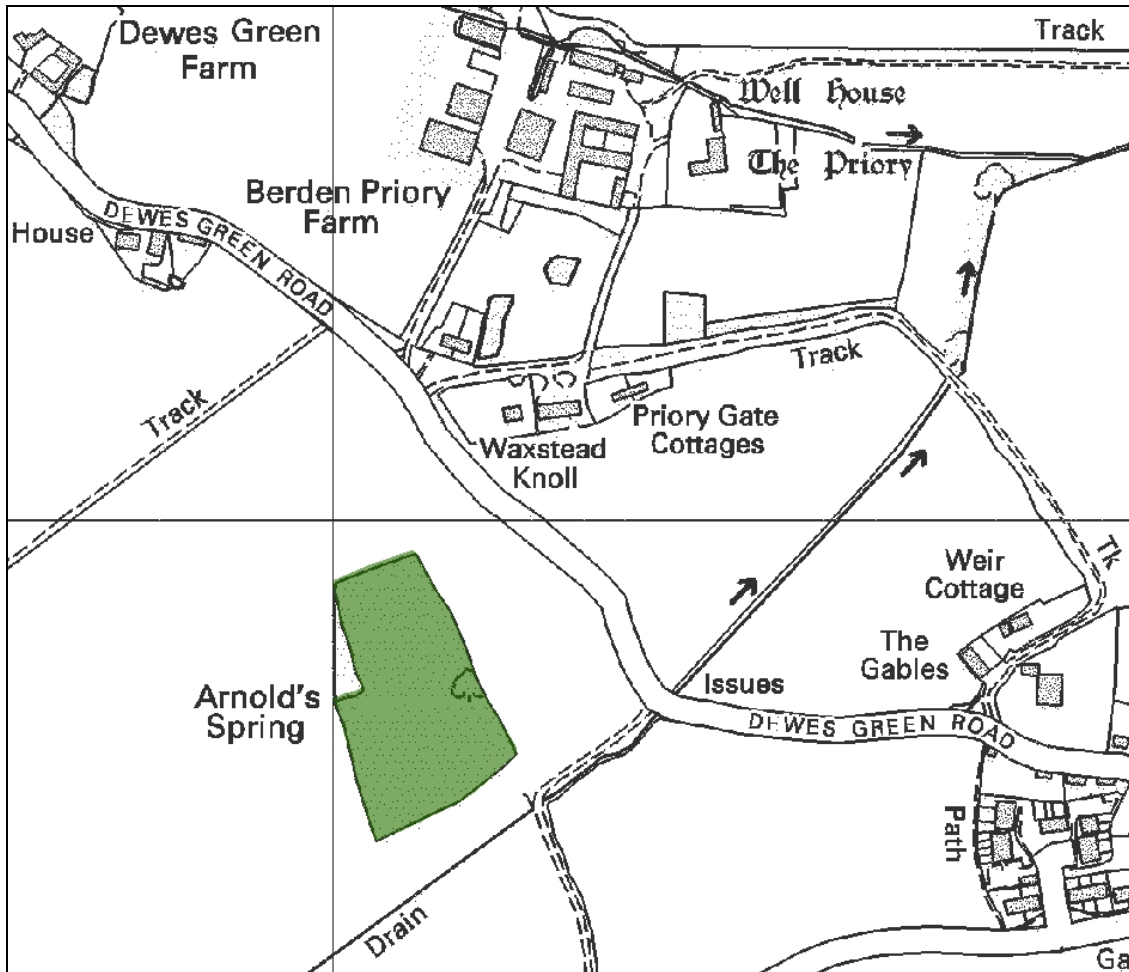 Dewes Green
Farm
Track
Well House
The Priory
Berden Priory
Farm
House
DEWES GREEN ROAD
Track
Track
Priory Gate
Cottages
Waxstead
Knoll
Tk
Weir
Cottage
The
Gables
Arnold's
Spring
Issues
DEWES GREEN ROAD
Path
Drain
Ga